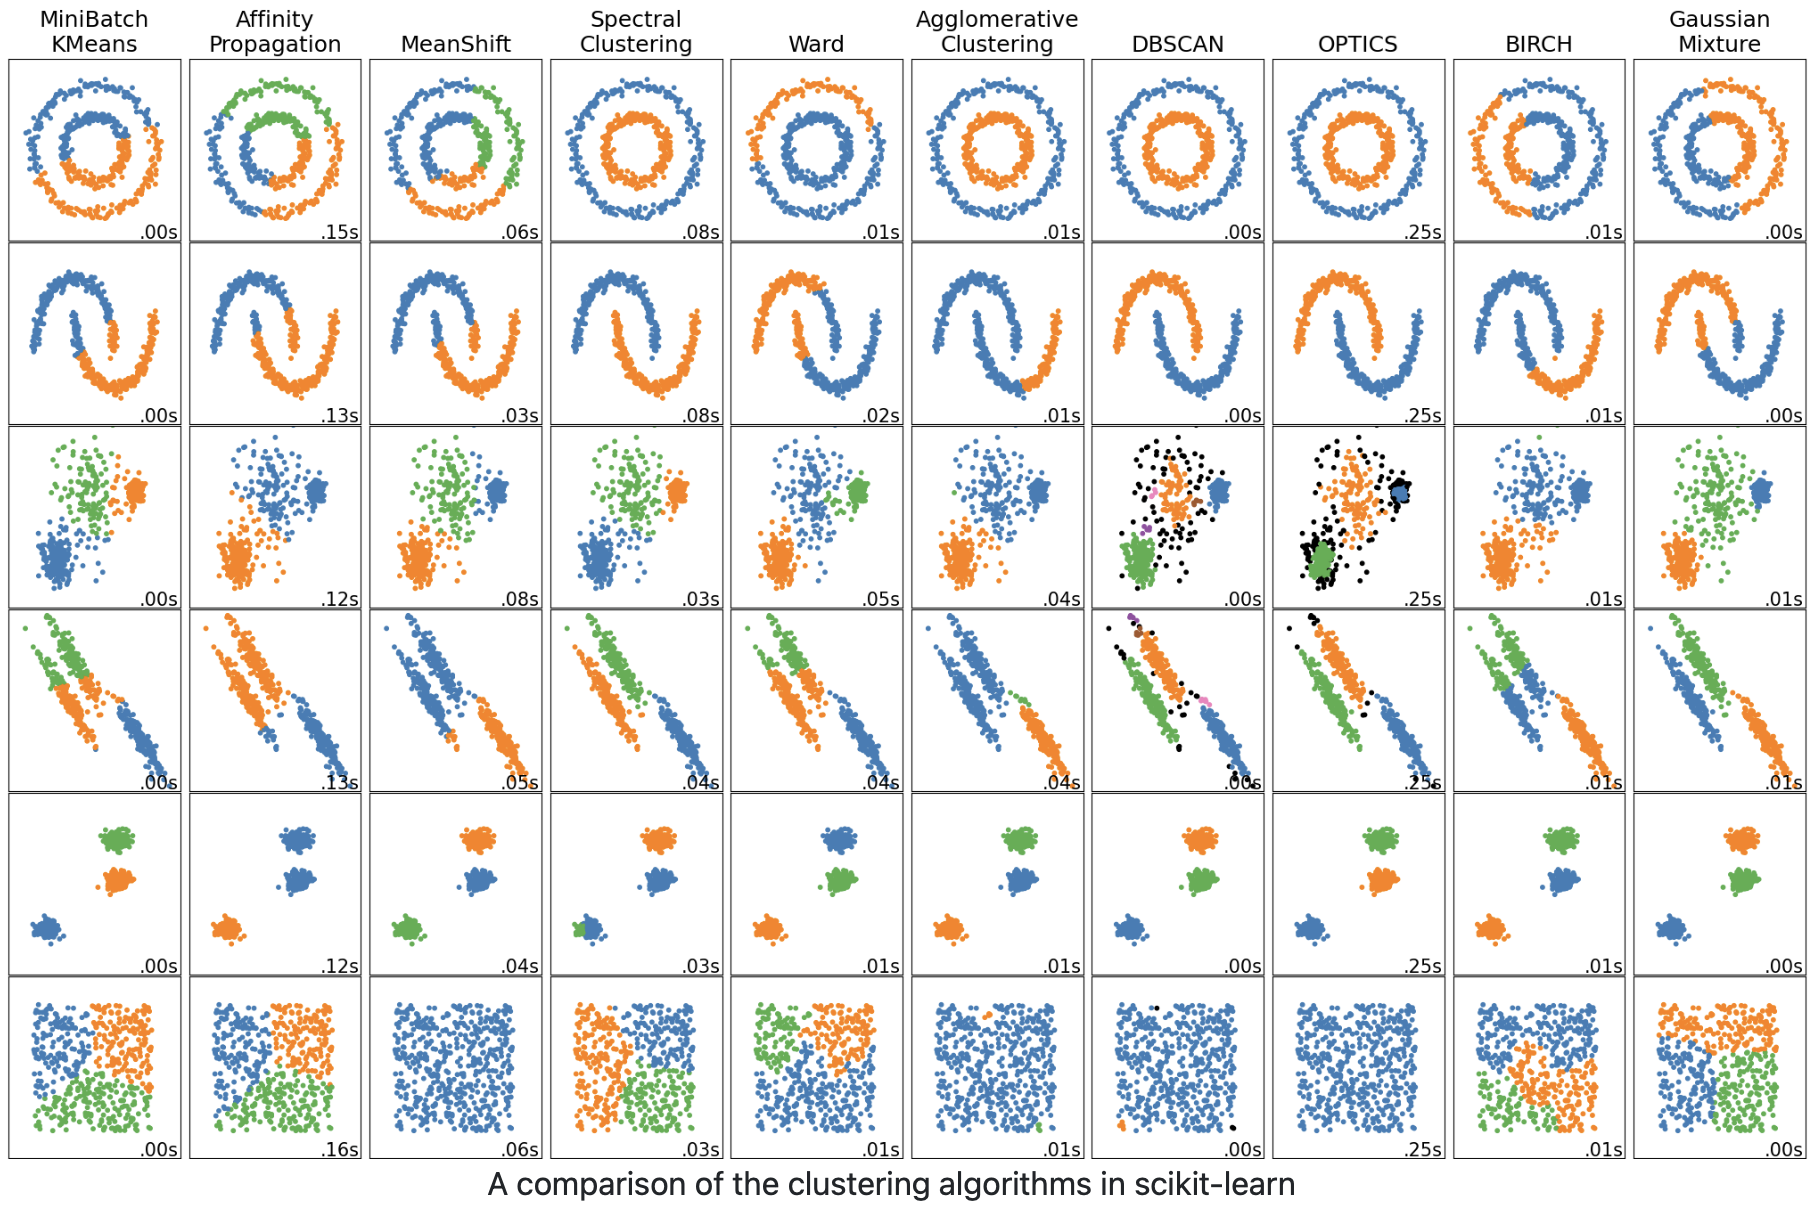 MiniBatch
KMeans
Affinity
Propagation
MeanShift
Spectral
Clustering
Ward
Agglomerative
Clustering
DBSCAN
OPTICS
BIRCH
Gaussian
Mixture
.00s
.15s
.06s
.08s
.01s
.01s
.00s
.25s
.01s
.00s
.00s
.13s
.03s
.08s
.02s
.01s
.00s
.25s
.01s
.00s
.00s
.12s
.08s
.03s
.05s
.04s
.00s
.25s
.01s
.01s
.00s
.13s
.05s
.03s
.04s
.04s
.00s
.25s
.01s
.01s
.00s
.12s
.04s
.03s
.01s
.01s
.00s
.25s
.01s
.00s
.00s
.16s
.06s
.03s
.01s
.01s
.00s
.25s
.01s
.00s
A comparison of the clustering algorithms in scikit-learn